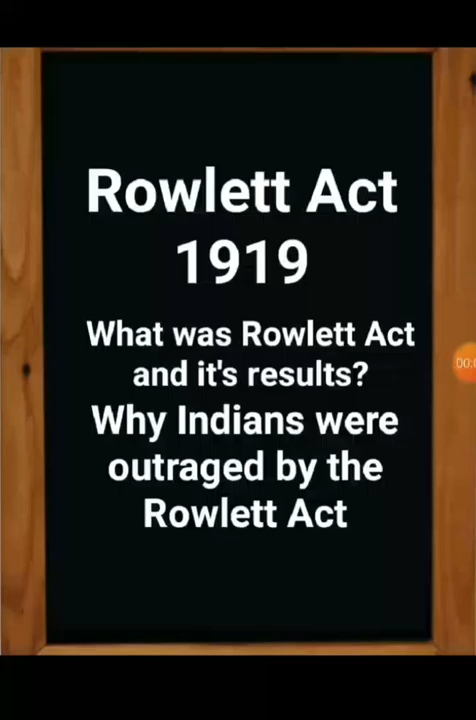 Rowlett Act
1919
What was Rowlett Act
and it's results?
Why Indians were
outraged by the
Rowlett Act